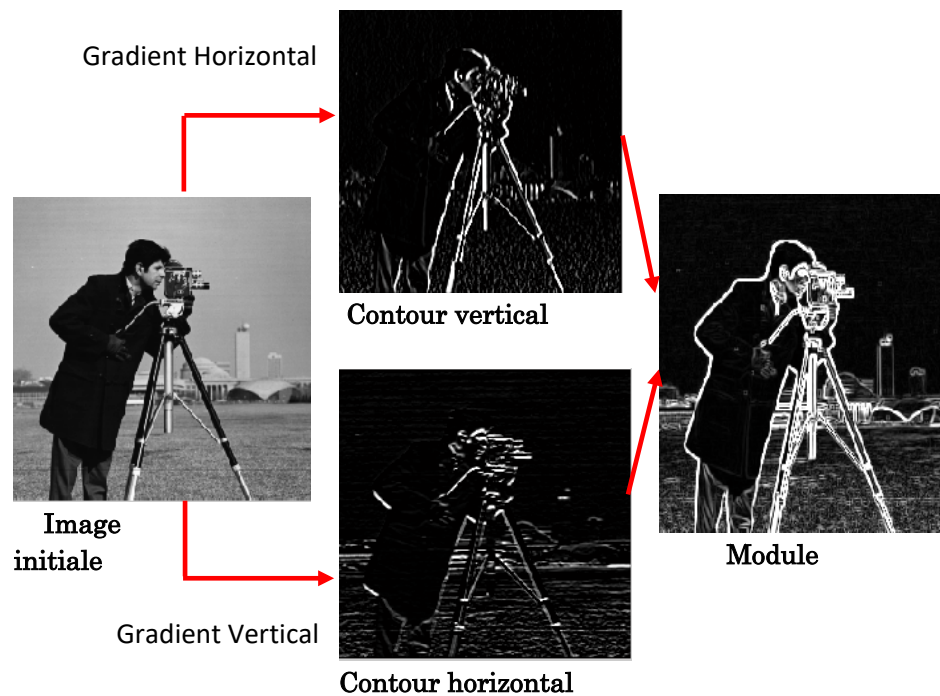 Gradient Horizontal
Contour vertical
Image
initiale
Module
Gradient Vertical
Contour horizontal